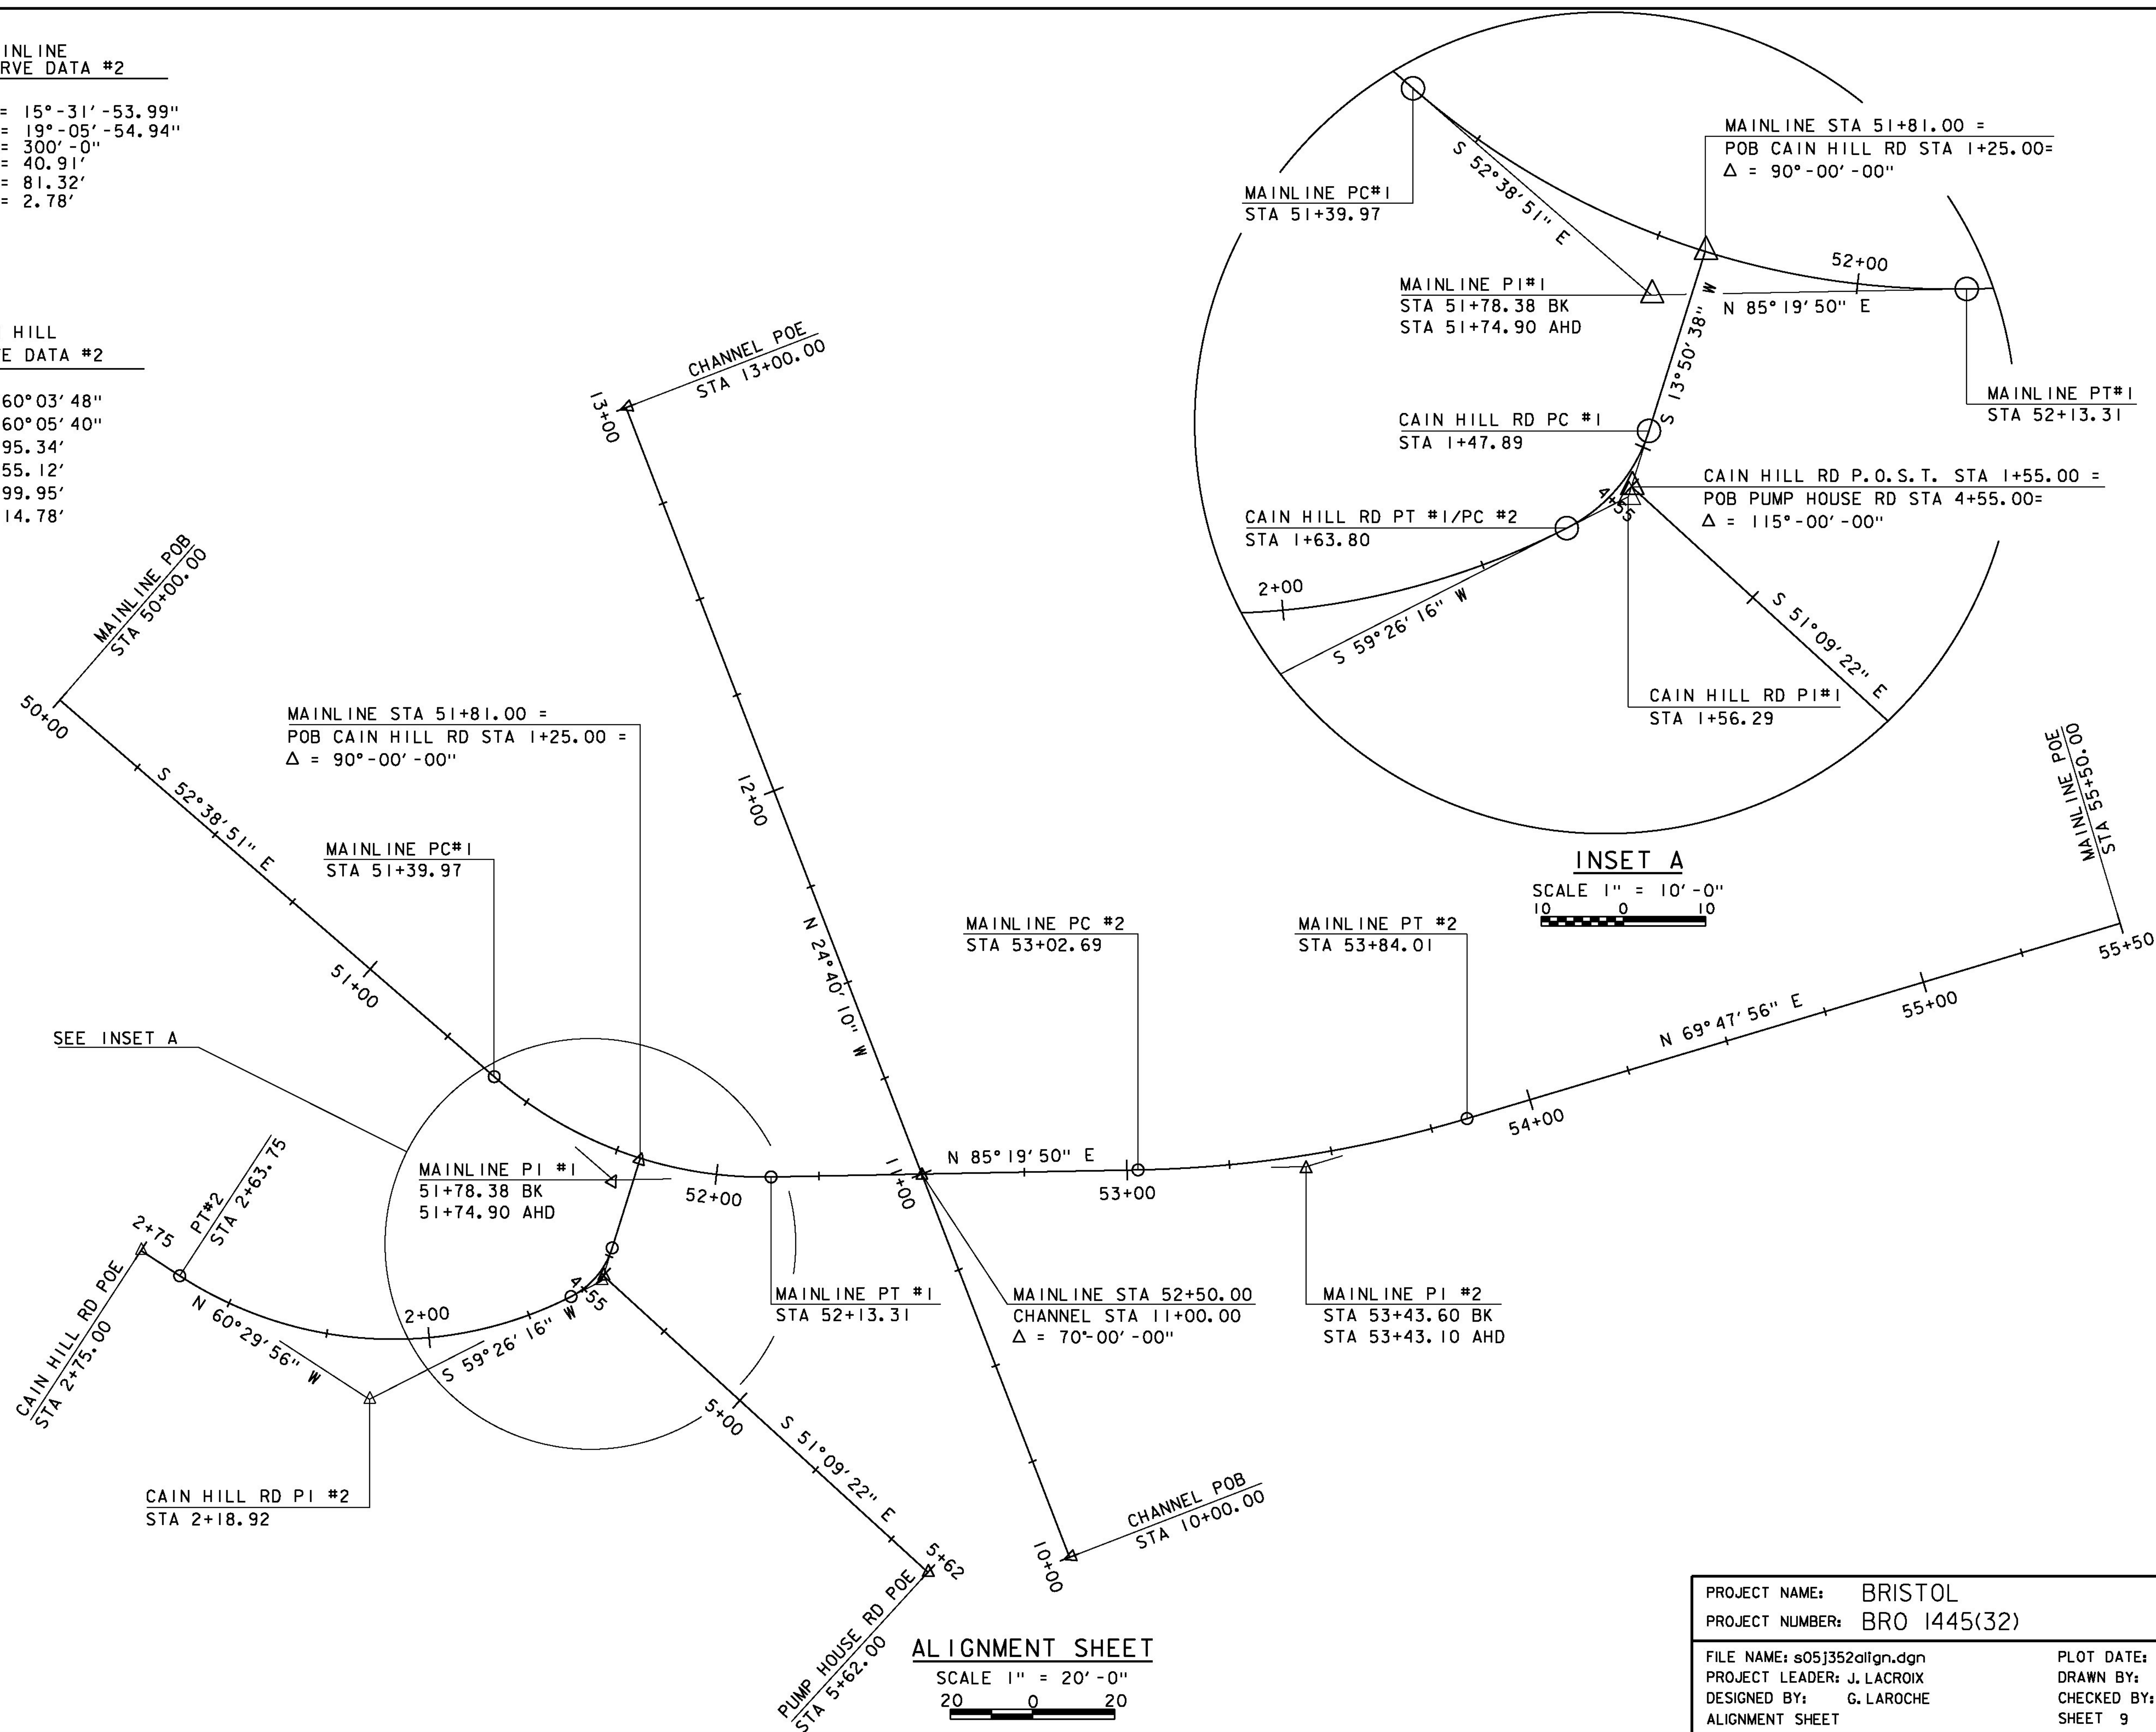 INLINE
RVE DATA #2
= 15°-31'-53.99"
= 19°-05'-54.94"
= 300'-0"
= 40.91'
= 81.32'
= 2.78'
HILL
E DATA #2
60°03'48"
60°05'40"
95.34'
55.12'
99.95'
14.78'
MAINLINE POB
STA 50+00.00
50+00
S 52°38'51" E
51+00
MAINLINE STA 51+81.00 =
POB CAIN HILL RD STA 1+25.00 =
Δ = 90°-00'-00"
MAINLINE PC#1
STA 51+39.97
SEE INSET A
CHANNEL POE
STA 13+00.00
13+00
12+00
N 24°40'10" W
11+00
MAINLINE PI #1
51+78.38 BK
51+74.90 AHD
52+00
N 85°19'50" E
53+00
MAINLINE PC #2
STA 53+02.69
MAINLINE PT #2
STA 53+84.01
54+00
N 69°47'56" E
55+00
55+50
MAINLINE POE
STA 55+50.00
2+75
PT#2
STA 2+63.75
CAIN HILL RD POE
STA 2+75.00
N 60°29'56" W
2+00
S 59°26'16" W
4+55
MAINLINE PT #1
STA 52+13.31
MAINLINE STA 52+50.00
CHANNEL STA 11+00.00
Δ = 70°-00'-00"
MAINLINE PI #2
STA 53+43.60 BK
STA 53+43.10 AHD
CAIN HILL RD PI #2
STA 2+18.92
5+00
S 51°09'22" E
5+62
PUMP HOUSE RD POE
STA 5+62.00
CHANNEL POB
STA 10+00.00
10+00
ALIGNMENT SHEET
SCALE 1" = 20'-0"
20 0 20
MAINLINE PC#1
STA 51+39.97
S 52°38'51" E
MAINLINE STA 51+81.00 =
POB CAIN HILL RD STA 1+25.00=
Δ = 90°-00'-00"
52+00
MAINLINE PI#1
STA 51+78.38 BK
STA 51+74.90 AHD
N 85°19'50" E
S 13°50'38" W
MAINLINE PT#1
STA 52+13.31
CAIN HILL RD PC #1
STA 1+47.89
CAIN HILL RD P.O.S.T. STA 1+55.00 =
POB PUMP HOUSE RD STA 4+55.00=
Δ = 115°-00'-00"
4+55
CAIN HILL RD PT #1/PC #2
STA 1+63.80
2+00
S 59°26'16" W
S 51°09'22" E
CAIN HILL RD PI#1
STA 1+56.29
INSET A
SCALE 1" = 10'-0"
10 0 10
PROJECT NAME: BRISTOL
PROJECT NUMBER: BRO 1445(32)
FILE NAME: s05j352align.dgn PLOT DATE:
PROJECT LEADER: J. LACROIX DRAWN BY:
DESIGNED BY: G. LAROCHE CHECKED BY:
ALIGNMENT SHEET SHEET 9